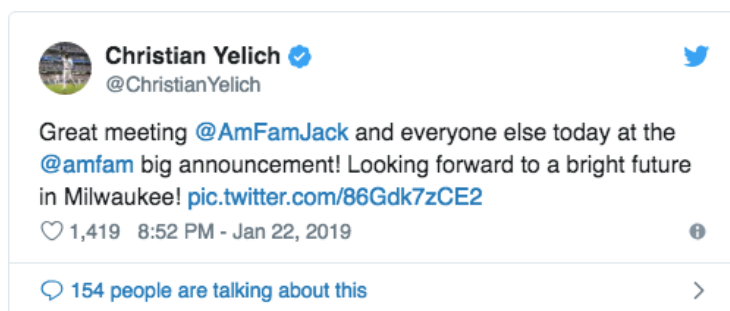 Christian Yelich
@ChristianYelich
Great meeting @AmFamJack and everyone else today at the
@amfam big announcement! Looking forward to a bright future
in Milwaukee! pic.twitter.com/86Gdk7zCE2
1,419 8:52 PM - Jan 22, 2019
154 people are talking about this